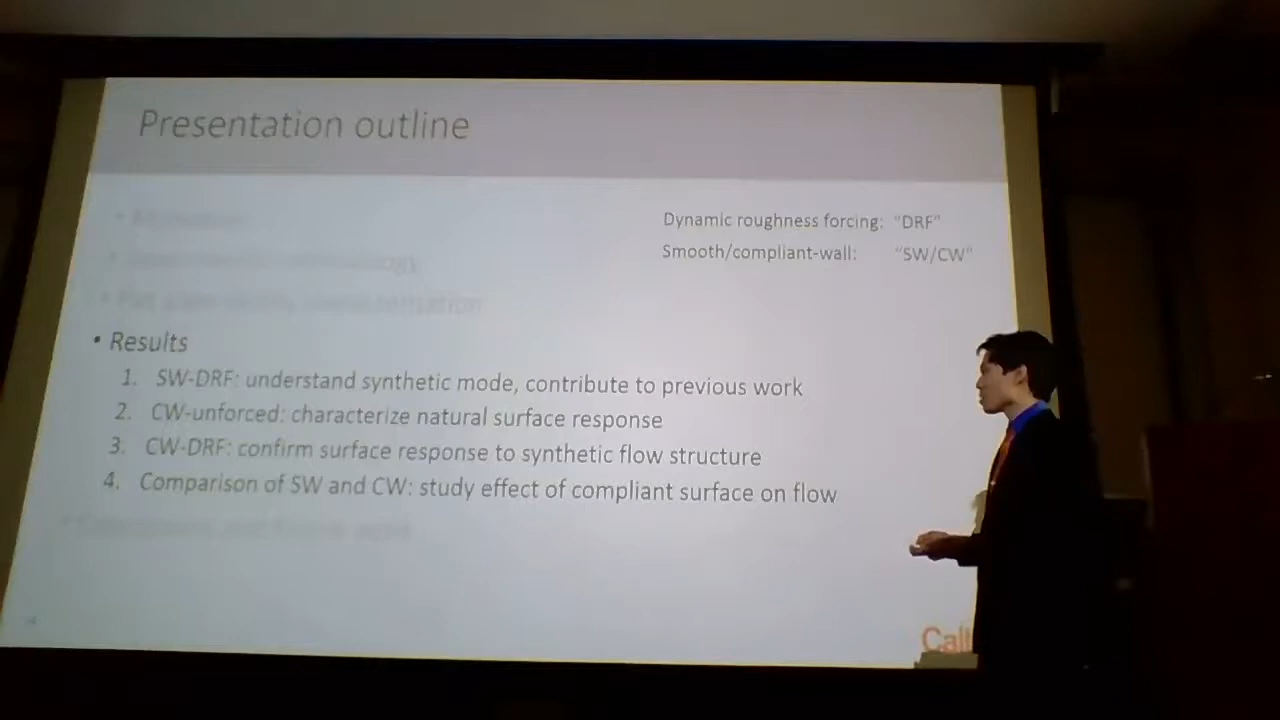 Presentation outline
Dynamic roughness forcing: "DRF"
Smooth/compliant-wall: "SW/CW"
• Results
1. SW-DRF: understand synthetic mode, contribute to previous work
2. CW-unforced: characterize natural surface response
3. CW-DRF: confirm surface response to synthetic flow structure
4. Comparison of SW and CW: study effect of compliant surface on flow
Calt